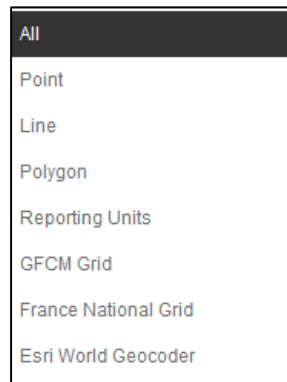 All
Point
Line
Polygon
Reporting Units
GFCM Grid
France National Grid
Esri World Geocoder